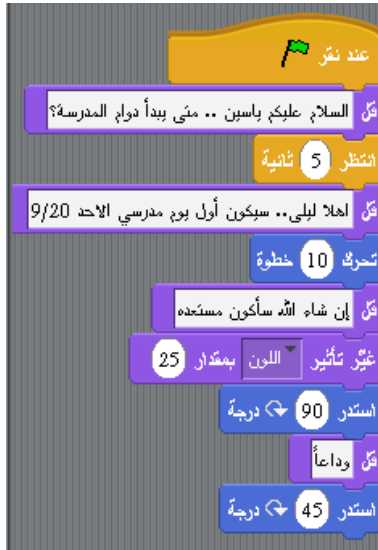 عند نقر
قل السلام عليكم ياسين .. متى يبدأ دوام المدرسة؟
انتظر 5 ثانية
قل اهلا ليلى.. سيكون أول يوم مدرسي الاحد 9/20
تحرك 10 خطوة
قل إن شاء الله سأكون مستعده
غيّر تأثير اللون بمقدار 25
استدر 90 درجة
قل وداعاً
استدر 45 درجة